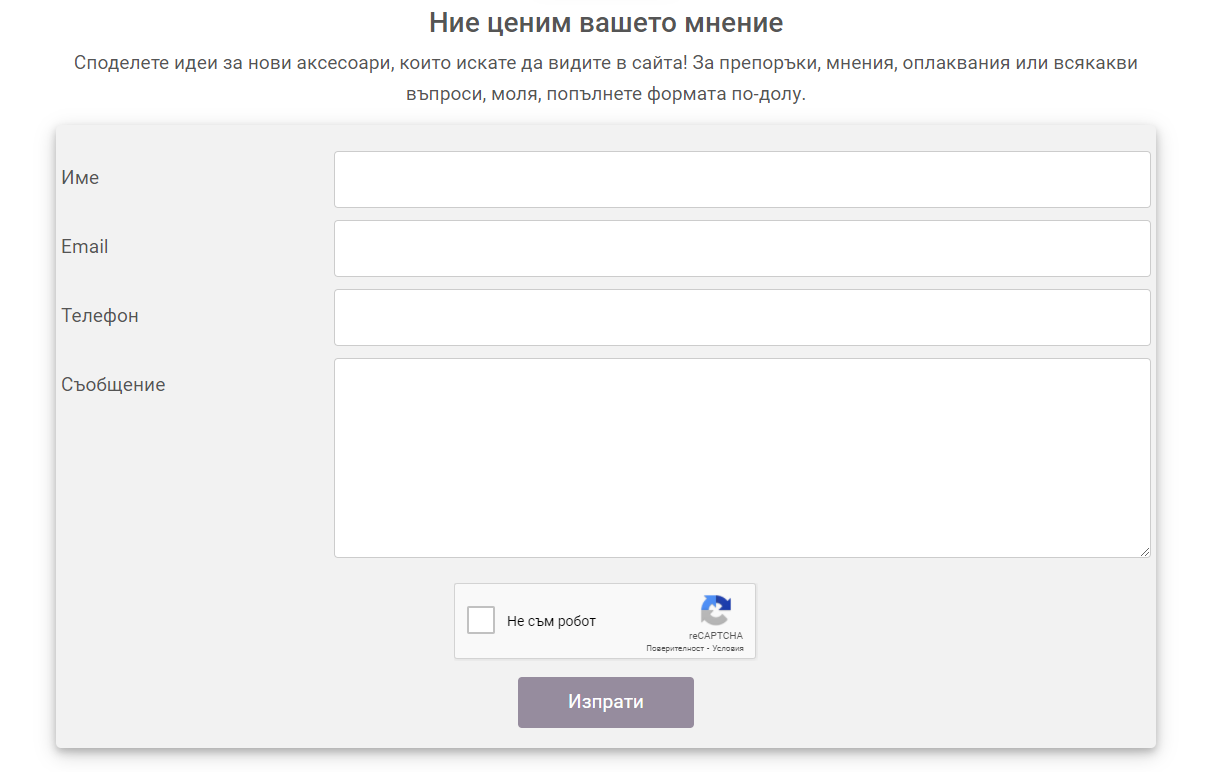 Ние ценим вашето мнение
Споделете идеи за нови аксесоари, които искате да видите в сайта! За препоръки, мнения, оплаквания или всякакви
въпроси, моля, попълнете формата по-долу.
Име
Email
Телефон
Съобщение
Не съм робот
reCAPTCHA
Поверителност - Условия
Изпрати